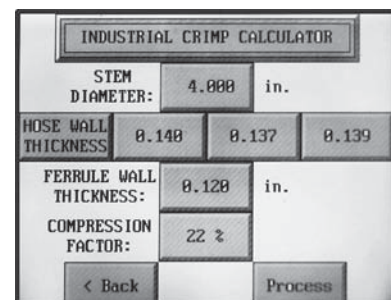 INDUSTRIAL CRIMP CALCULATOR
STEM
DIAMETER: 4.000 in.
HOSE WALL
THICKNESS 0.140 0.137 0.139
FERRULE WALL
THICKNESS: 0.120 in.
COMPRESSION
FACTOR: 22 %
< Back Process